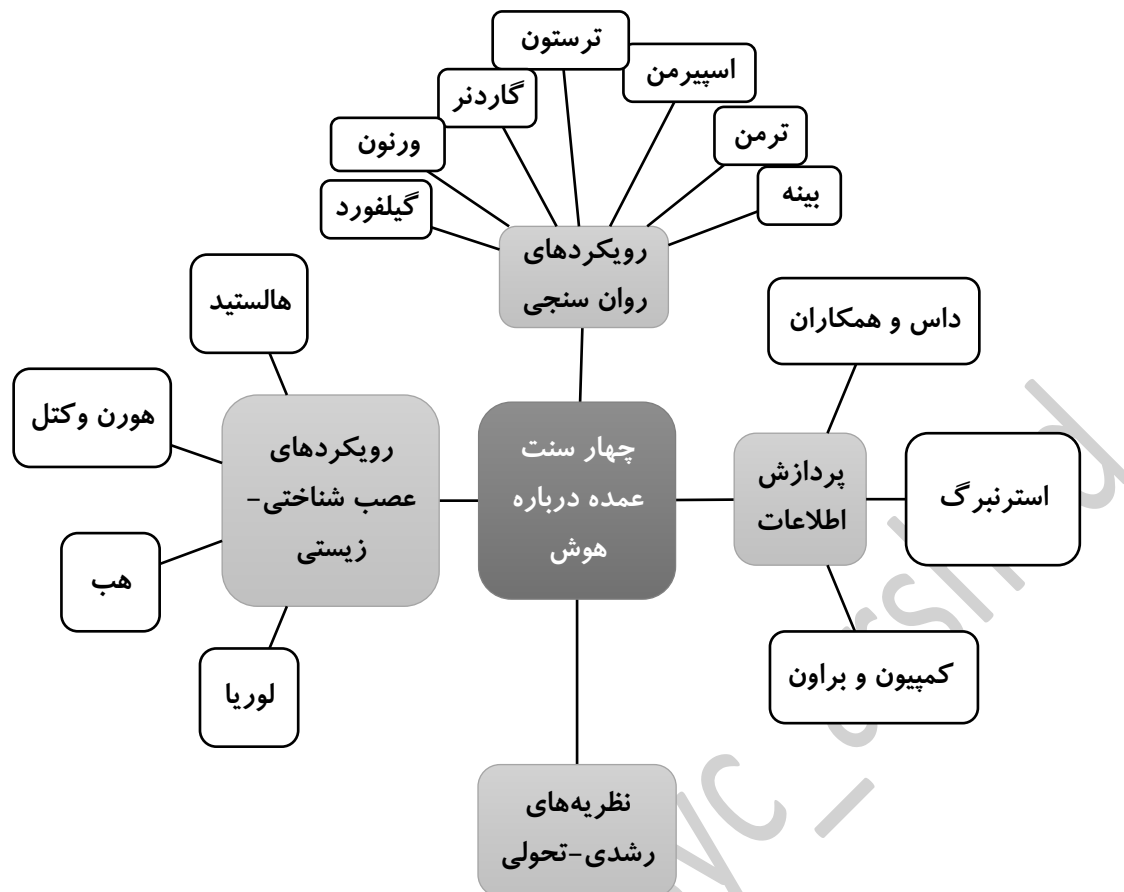 ترستون
اسپیرمن
گاردنر
ترمن
ورنون
بینه
گیلفورد
رویکردهای
روان سنجی
هالستید
داس و همکاران
هورن وکتل
رویکردهای
عصب شناختی-
زیستی
چهار سنت
عمده درباره
هوش
پردازش
اطلاعات
استرنبرگ
هب
لوریا
کمپیون و براون
نظریه‌های
رشدی-تحولی